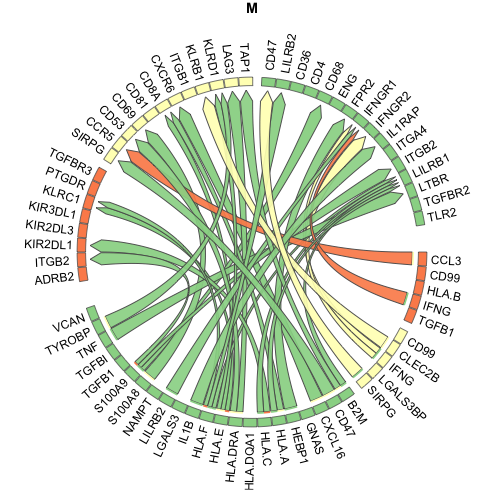 M
CD47
LILRB2
CD36
CD4
CD68
ENG
FPR2
IFNGR1
IFNGR2
IL1RAP
ITGA4
ITGB2
LILRB1
LTBR
TGFBR2
TLR2
CCL3
CD99
HLA.B
IFNG
TGFB1
CD99
CLEC2B
IFNG
LGALS3BP
SIRPG
B2M
CD47
CXCL16
GNAS
HEBP1
HLA.A
HLA.C
HLA.DQA1
HLA.DRA
HLA.E
HLA.F
IL1B
LGALS3
LILRB2
NAMPT
S100A8
S100A9
TGFB1
TGFBI
TNF
TYROBP
VCAN
ADRB2
ITGB2
KIR2DL1
KIR2DL3
KIR3DL1
KLRC1
PTGDR
TGFBR3
SIRPG
CCR5
CD53
CD69
CD81
CD8A
CXCR6
ITGB1
KLRB1
KLRD1
LAG3
TAP1